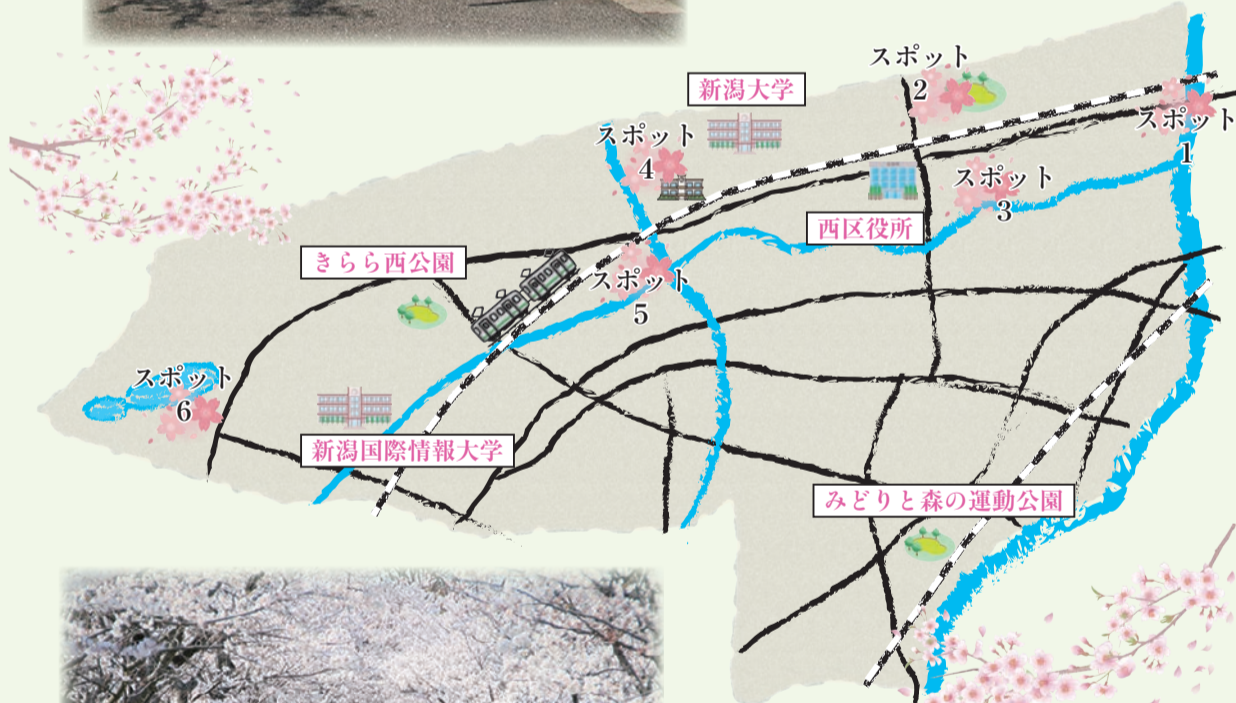 スポット
2
新潟大学
スポット
1
スポット
4
スポット
3
西区役所
きらら西公園
スポット
5
スポット
6
新潟国際情報大学
みどりと森の運動公園